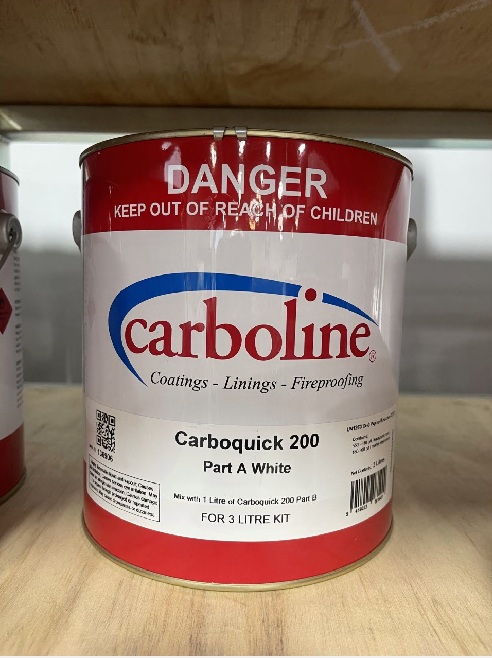 DANGER
KEEP OUT OF REACH OF CHILDREN
carboline®
Coatings - Linings - Fireproofing
Carboquick 200
Part A White
Mix with 1 Litre of Carboquick 200 Part B
FOR 3 LITRE KIT